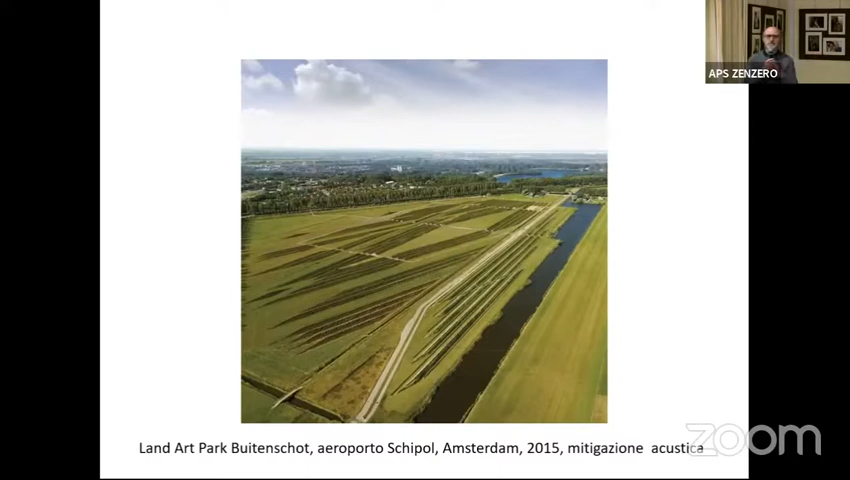 APS ZENZERO
Land Art Park Buitenschot, aeroporto Schipol, Amsterdam, 2015, mitigazione acustica
zoom